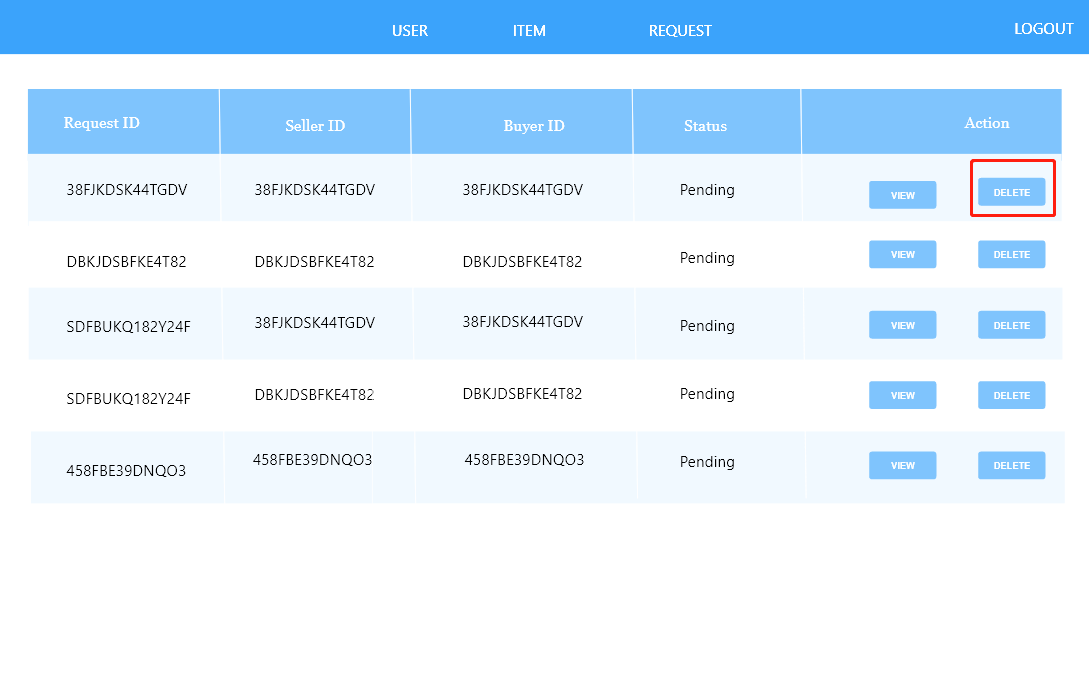 USER ITEM REQUEST LOGOUT
Request ID Seller ID Buyer ID Status Action
38FJKDSK44TGDV 38FJKDSK44TGDV 38FJKDSK44TGDV Pending VIEW DELETE
DBKJDSBFKE4T82 DBKJDSBFKE4T82 DBKJDSBFKE4T82 Pending VIEW DELETE
SDFBUKQ182Y24F 38FJKDSK44TGDV 38FJKDSK44TGDV Pending VIEW DELETE
SDFBUKQ182Y24F DBKJDSBFKE4T82 DBKJDSBFKE4T82 Pending VIEW DELETE
458FBE39DNQO3 458FBE39DNQO3 458FBE39DNQO3 Pending VIEW DELETE